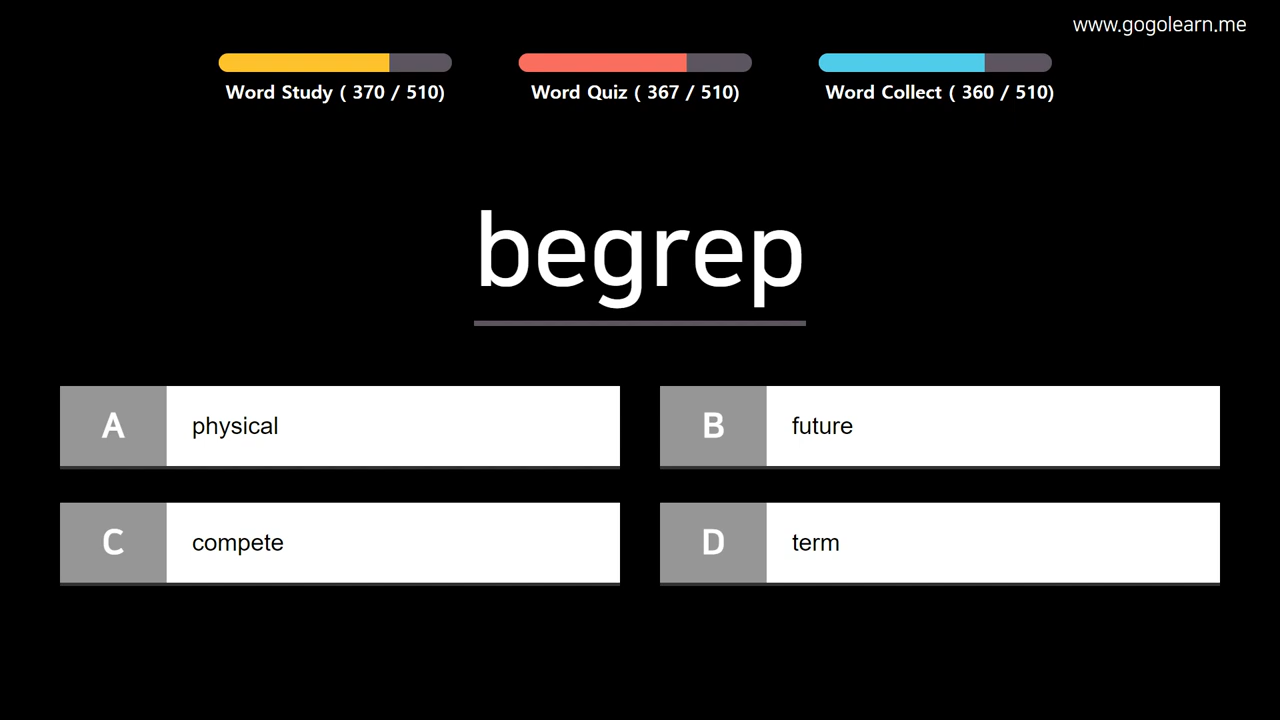 www.gogolearn.me
Word Study ( 370 / 510)
Word Quiz ( 367 / 510)
Word Collect ( 360 / 510)
begrep
A physical
B future
C compete
D term